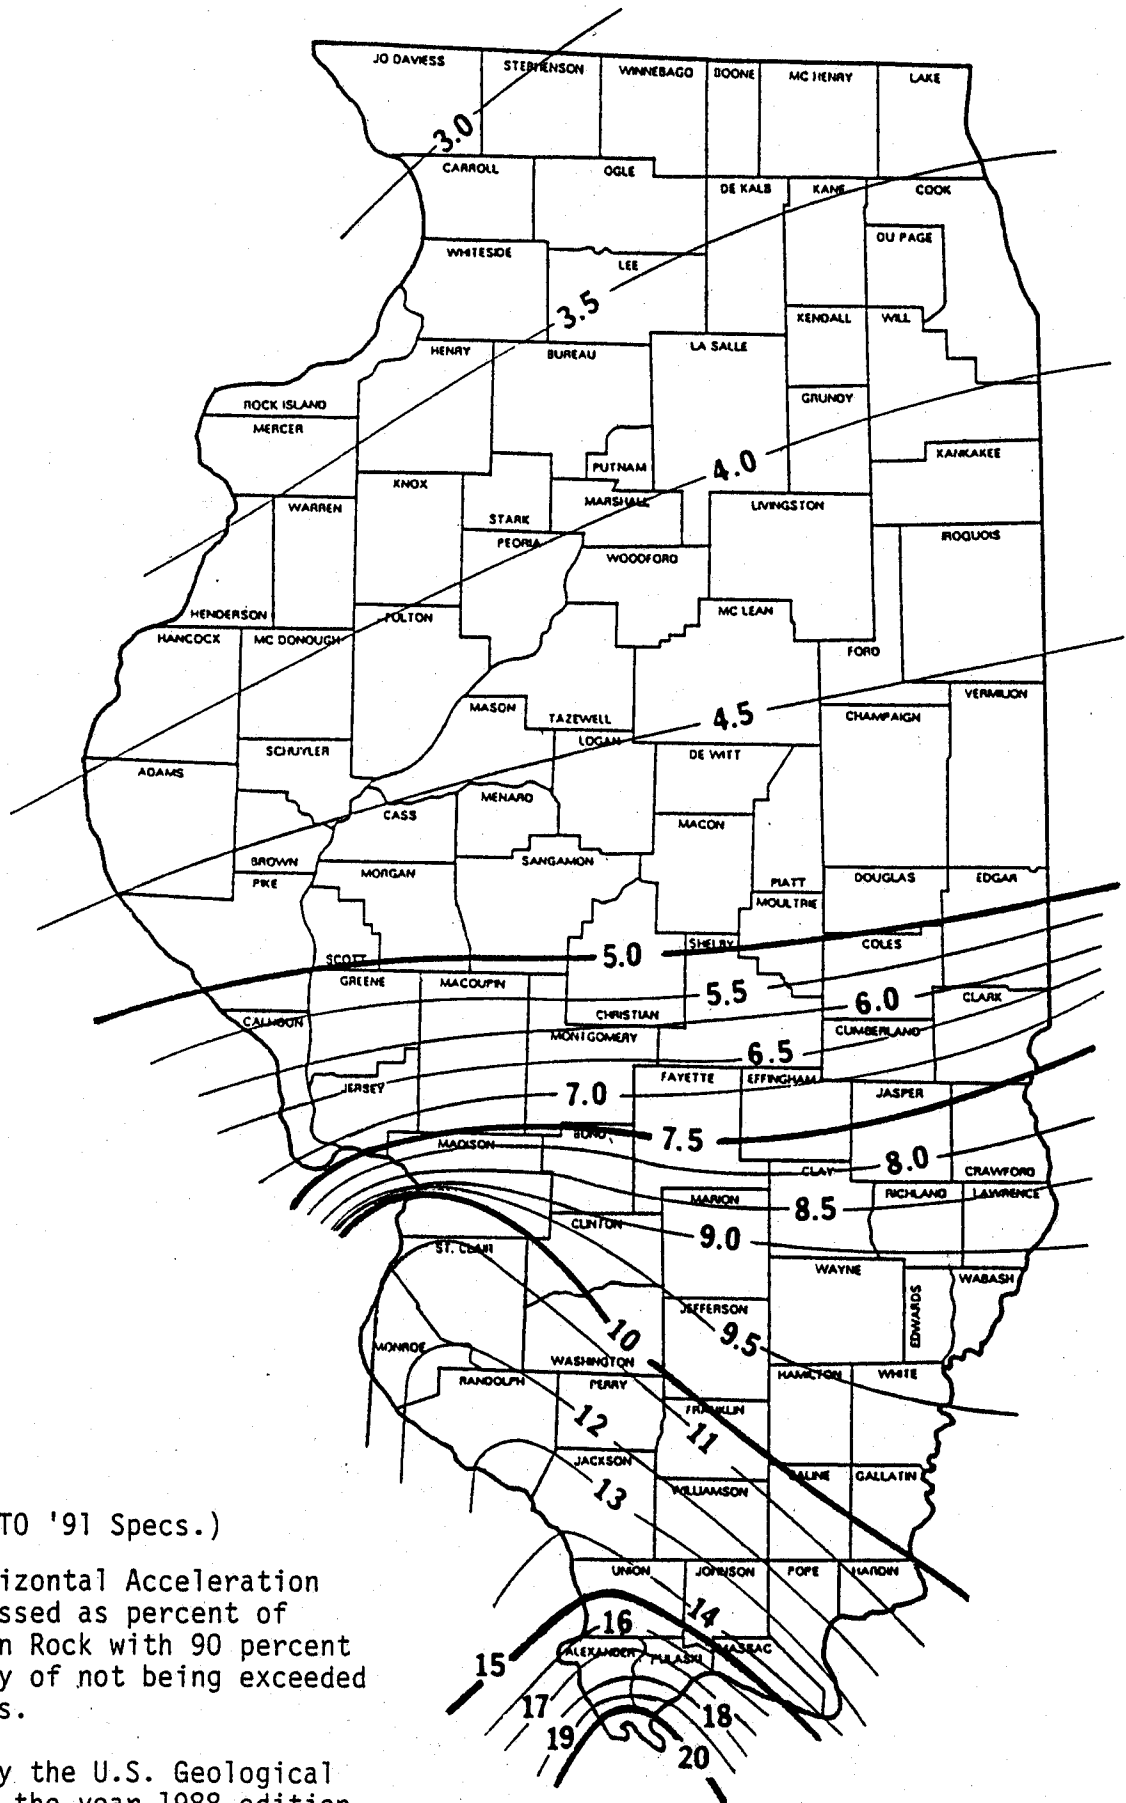 JO DAVIESS
STEPHENSON
WINNEBAGO
BOONE
MC HENRY
LAKE
3.0
CARROLL
OGLE
DE KALB
KANE
COOK
DU PAGE
WHITESIDE
LEE
3.5
KENDALL
WILL
HENRY
BUREAU
LA SALLE
GRUNDY
ROCK ISLAND
MERCER
KANKAKEE
PUTNAM
4.0
KNOX
WARREN
MARSHALL
LIVINGSTON
STARK
PEORIA
IROQUOIS
WOODFORD
HENDERSON
FULTON
MC LEAN
HANCOCK
MC DONOUGH
FORD
VERMILION
MASON
TAZEWELL
4.5
CHAMPAIGN
LOGAN
SCHUYLER
DE WITT
ADAMS
MENARD
CASS
MACON
BROWN
SANGAMON
MORGAN
PIKE
PIATT
DOUGLAS
EDGAR
MOULTRIE
SHELBY
COLES
5.0
SCOTT
GREENE
MACOUPIN
5.5
6.0
CLARK
CHRISTIAN
CALHOUN
MONTGOMERY
CUMBERLAND
6.5
FAYETTE
EFFINGHAM
JERSEY
7.0
JASPER
BOND
7.5
MADISON
8.0
CLAY
CRAWFORD
MARION
RICHLAND
LAWRENCE
8.5
CLINTON
9.0
ST. CLAIR
WAYNE
WABASH
EDWARDS
JEFFERSON
10
9.5
MONROE
WASHINGTON
RANDOLPH
PERRY
HAMILTON
WHITE
FRANKLIN
12
11
JACKSON
ALINE
GALLATIN
13
WILLIAMSON
UNION
JOHNSON
POPE
HARDIN
14
16
ALEXANDER
PULASKI
MASSAC
15
17
18
19
20
TO '91 Specs.)
izontal Acceleration
ssed as percent of
n Rock with 90 percent
y of not being exceeded
s.
y the U.S. Geological
the year 1988 edition